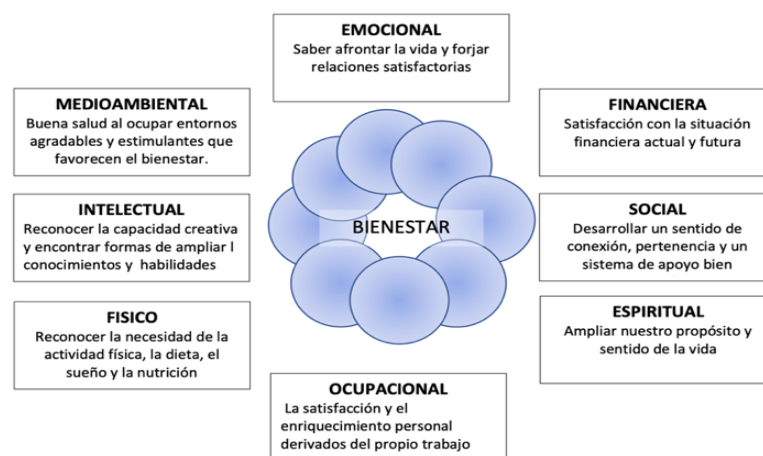 EMOCIONAL
Saber afrontar la vida y forjar
relaciones satisfactorias
MEDIOAMBIENTAL
Buena salud al ocupar entornos
agradables y estimulantes que
favorecen el bienestar.
FINANCIERA
Satisfacción con la situación
financiera actual y futura
INTELECTUAL
Reconocer la capacidad creativa
y encontrar formas de ampliar l
conocimientos y habilidades
BIENESTAR
SOCIAL
Desarrollar un sentido de
conexión, pertenencia y un
sistema de apoyo bien
FISICO
Reconocer la necesidad de la
actividad física, la dieta, el
sueño y la nutrición
ESPIRITUAL
Ampliar nuestro propósito y
sentido de la vida
OCUPACIONAL
La satisfacción y el
enriquecimiento personal
derivados del propio trabajo